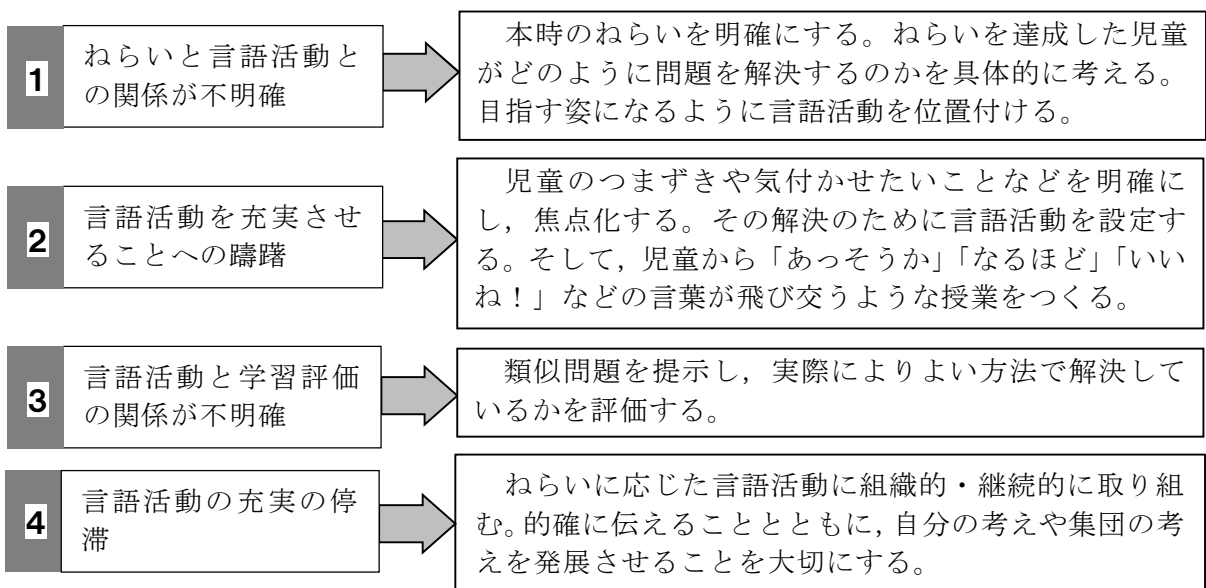 1
ねらいと言語活動と
の関係が不明確
本時のねらいを明確にする。ねらいを達成した児童
がどのように問題を解決するのかを具体的に考える。
目指す姿になるように言語活動を位置付ける。
2
言語活動を充実させ
ることへの躊躇
児童のつまずきや気付かせたいことなどを明確に
し，焦点化する。その解決のために言語活動を設定す
る。そして，児童から「あっそうか」「なるほど」「いい
ね！」などの言葉が飛び交うような授業をつくる。
3
言語活動と学習評価
の関係が不明確
類似問題を提示し，実際によりよい方法で解決して
いるかを評価する。
4
言語活動の充実の停
滞
ねらいに応じた言語活動に組織的・継続的に取り組
む。的確に伝えることとともに，自分の考えや集団の考
えを発展させることを大切にする。